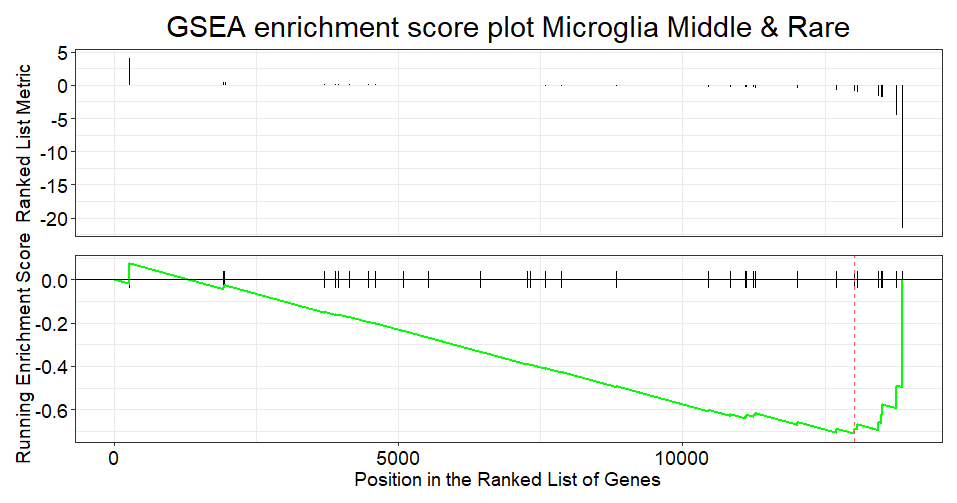 GSEA enrichment score plot Microglia Middle & Rare
Ranked List Metric
5
0
-5
-10
-15
-20
Running Enrichment Score
0.0
-0.2
-0.4
-0.6
0 5000 10000
Position in the Ranked List of Genes